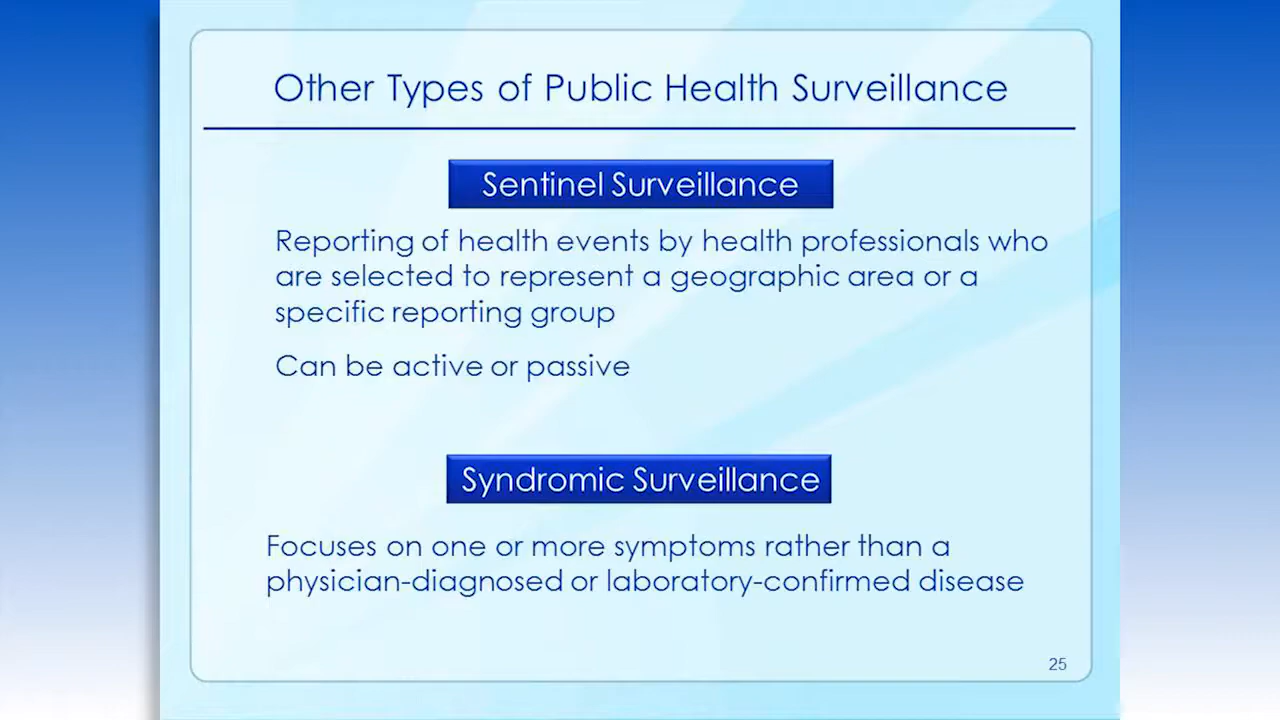 Other Types of Public Health Surveillance
Sentinel Surveillance
Reporting of health events by health professionals who
are selected to represent a geographic area or a
specific reporting group
Can be active or passive
Syndromic Surveillance
Focuses on one or more symptoms rather than a
physician-diagnosed or laboratory-confirmed disease
25